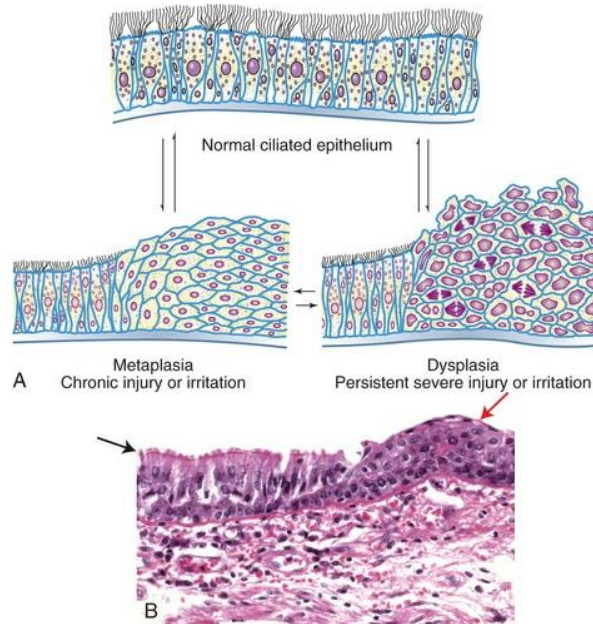 Normal ciliated epithelium
Metaplasia
Chronic injury or irritation
Dysplasia
Persistent severe injury or irritation
A
B